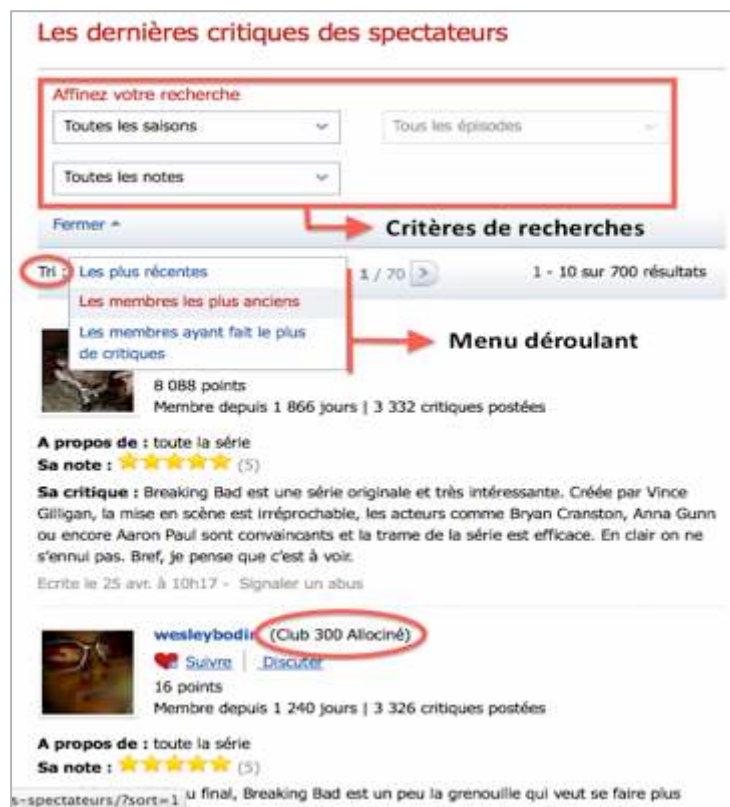 Les dernières critiques des spectateurs
Affinez votre recherche
Toutes les saisons
Tous les épisodes
Toutes les notes
Critères de recherches
Fermer
Tri : Les plus récentes
1 / 70 >
1 - 10 sur 700 résultats
Les membres les plus anciens
Les membres ayant fait le plus
de critiques
Menu déroulant
8 088 points
Membre depuis 1 866 jours | 3 332 critiques postées
A propos de : toute la série
Sa note : (5)
Sa critique : Breaking Bad est une série originale et très intéressante. Créée par Vince
Gilligan, la mise en scène est irréprochable, les acteurs comme Bryan Cranston, Anna Gunn
ou encore Aaron Paul sont convaincants et la trame de la série est efficace. En clair on ne
s'ennui pas. Bref, je pense que c'est à voir.
Ecrite le 25 avr. à 10h17 - Signaler un abus
wesleybodin (Club 300 Allociné)
Suivre | Discuter
16 points
Membre depuis 1 240 jours | 3 326 critiques postées
A propos de : toute la série
Sa note : (5)
s-spectateurs/?sort=1 u final, Breaking Bad est un peu la grenouille qui veut se faire plus